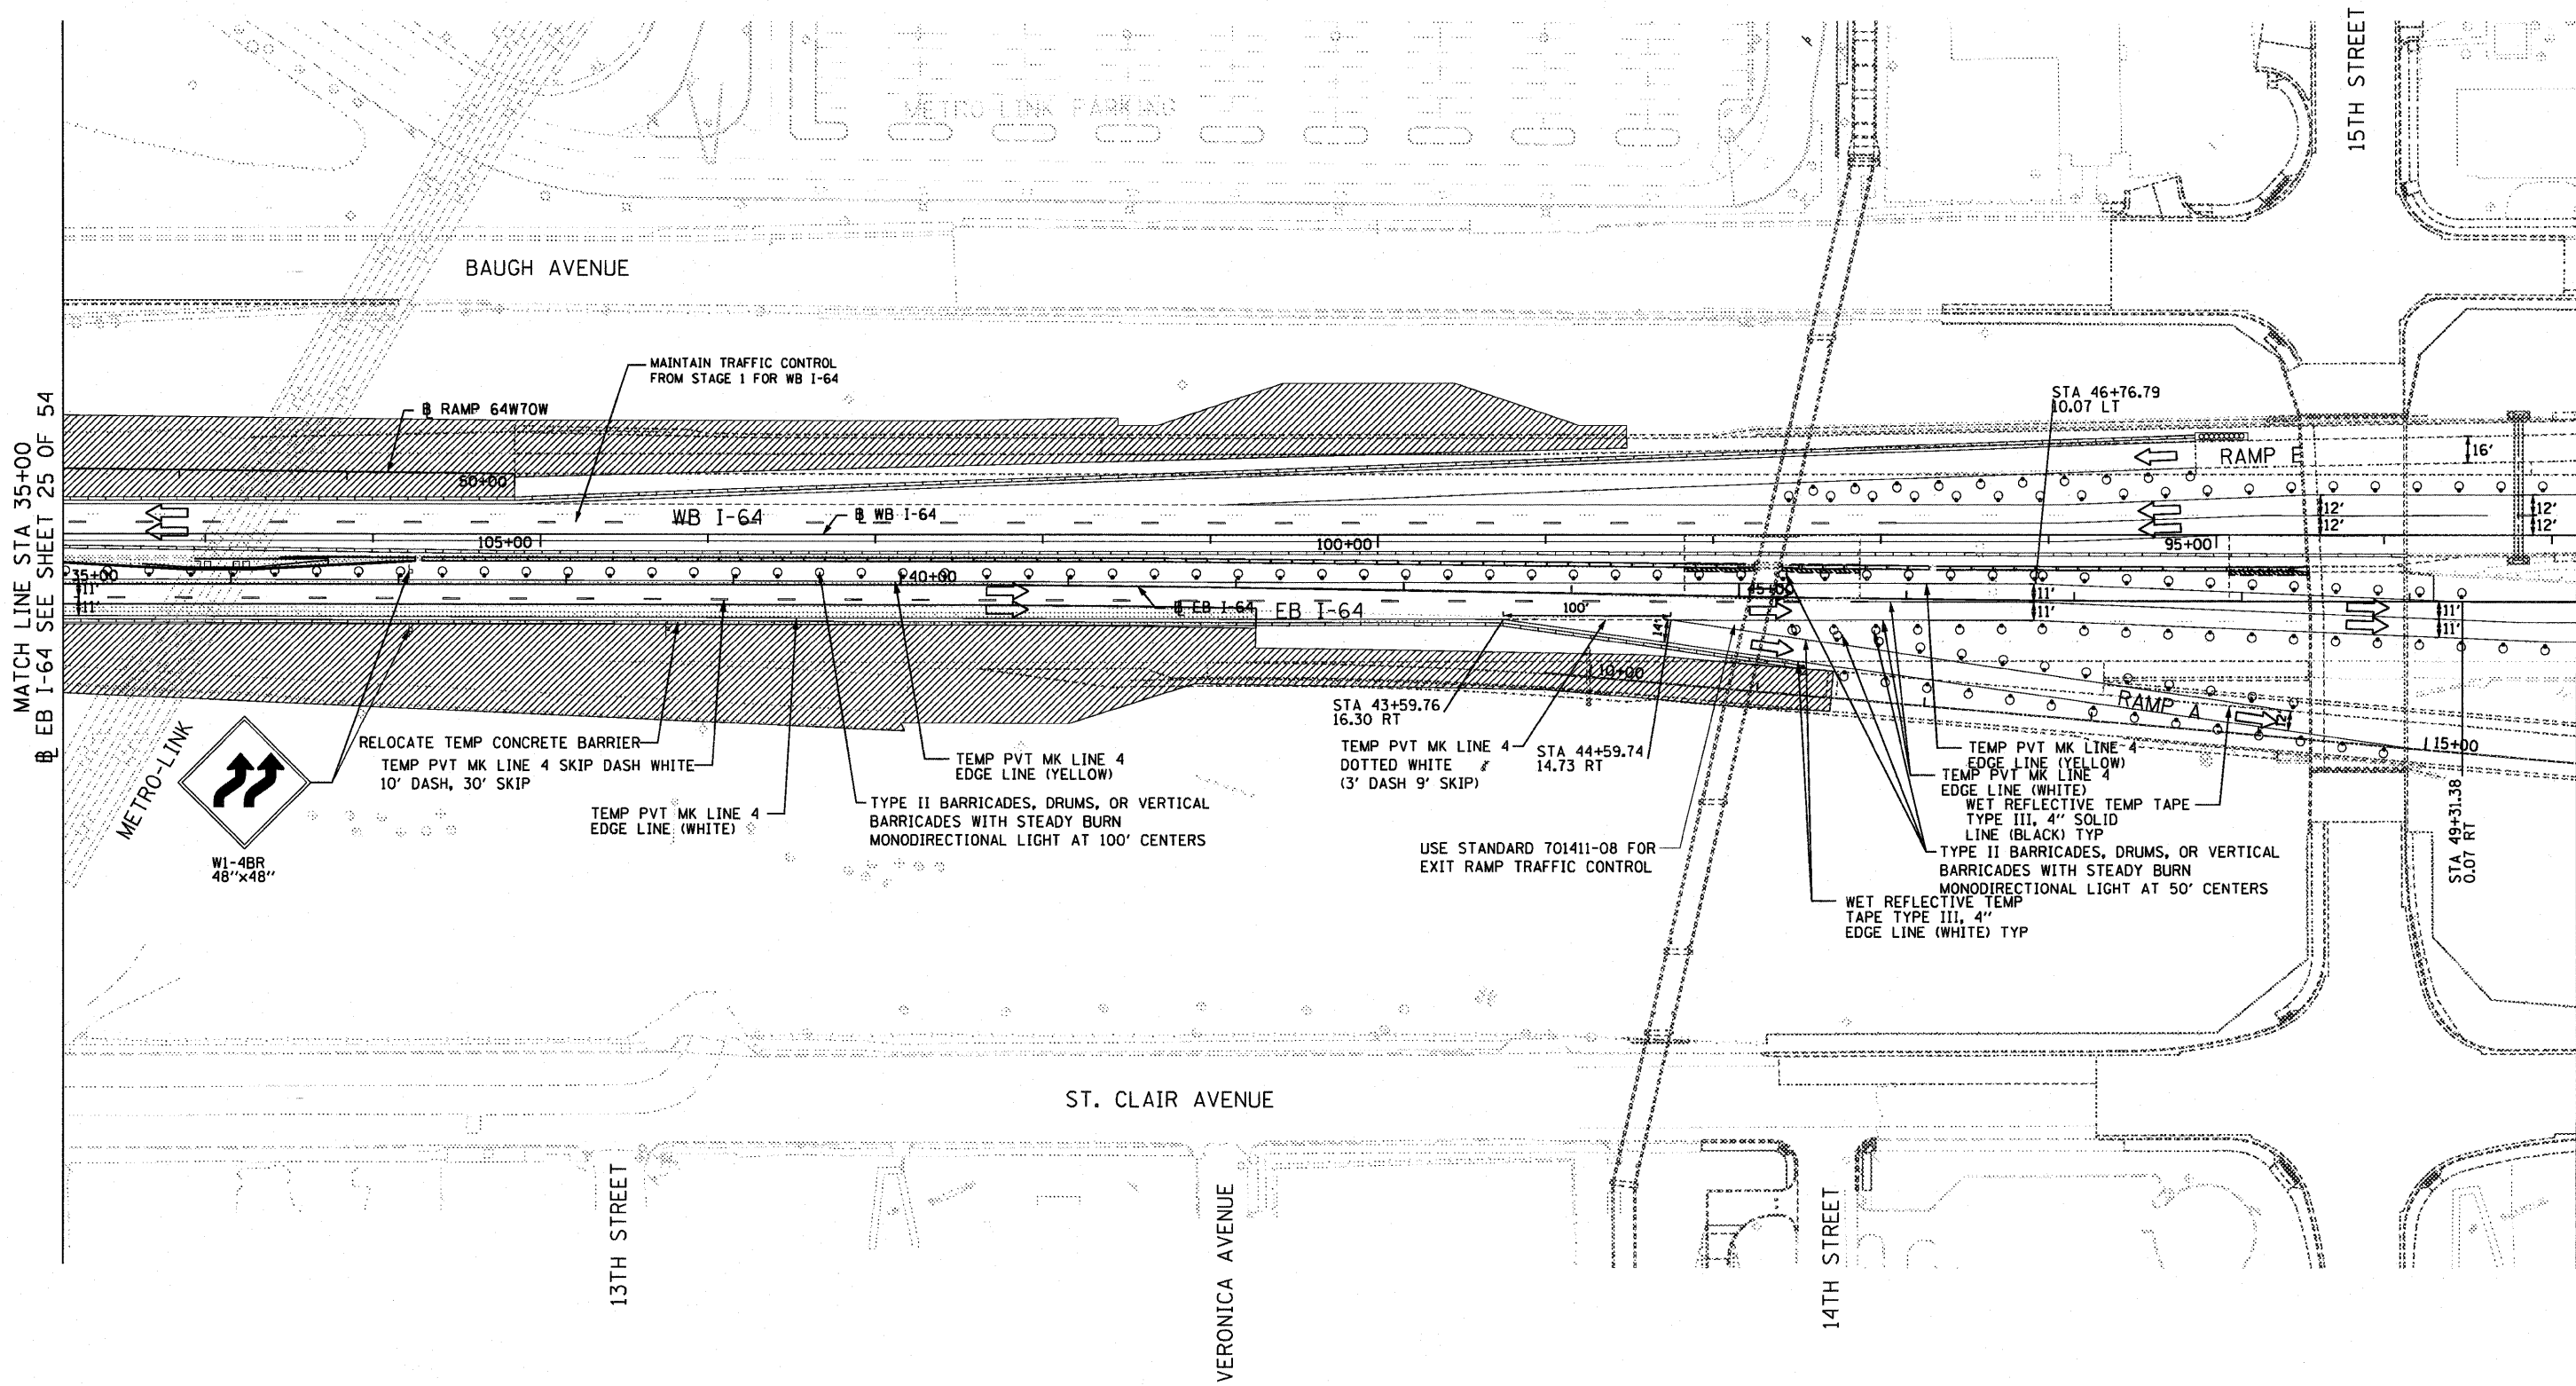 15TH STREET
METRO LINK PARKING
BAUGH AVENUE
MAINTAIN TRAFFIC CONTROL
FROM STAGE 1 FOR WB I-64
STA 46+76.79
10.07 LT
MATCH LINE STA 35+00
℄ EB I-64 SEE SHEET 25 OF 54
℄ RAMP 64W70W
RAMP E
16'
50+00
WB I-64
℄ WB I-64
12'
12'
12'
12'
105+00
100+00
95+00
35+00
40+00
45+00
11'
11'
℄ EB I-64
EB I-64
100'
14'
11'
11'
11'
11'
10+00
RAMP A
12'
15+00
STA 43+59.76
16.30 RT
METRO-LINK
RELOCATE TEMP CONCRETE BARRIER
TEMP PVT MK LINE 4 SKIP DASH WHITE
10' DASH, 30' SKIP
TEMP PVT MK LINE 4
EDGE LINE (YELLOW)
TEMP PVT MK LINE 4
DOTTED WHITE
(3' DASH 9' SKIP)
STA 44+59.74
14.73 RT
TEMP PVT MK LINE 4
EDGE LINE (YELLOW)
TEMP PVT MK LINE 4
EDGE LINE (WHITE)
WET REFLECTIVE TEMP TAPE
TYPE III, 4" SOLID
LINE (BLACK) TYP
STA 49+31.38
0.07 RT
TEMP PVT MK LINE 4
EDGE LINE (WHITE)
TYPE II BARRICADES, DRUMS, OR VERTICAL
BARRICADES WITH STEADY BURN
MONODIRECTIONAL LIGHT AT 100' CENTERS
USE STANDARD 701411-08 FOR
EXIT RAMP TRAFFIC CONTROL
TYPE II BARRICADES, DRUMS, OR VERTICAL
BARRICADES WITH STEADY BURN
MONODIRECTIONAL LIGHT AT 50' CENTERS
W1-4BR
48"x48"
WET REFLECTIVE TEMP
TAPE TYPE III, 4"
EDGE LINE (WHITE) TYP
ST. CLAIR AVENUE
13TH STREET
VERONICA AVENUE
14TH STREET